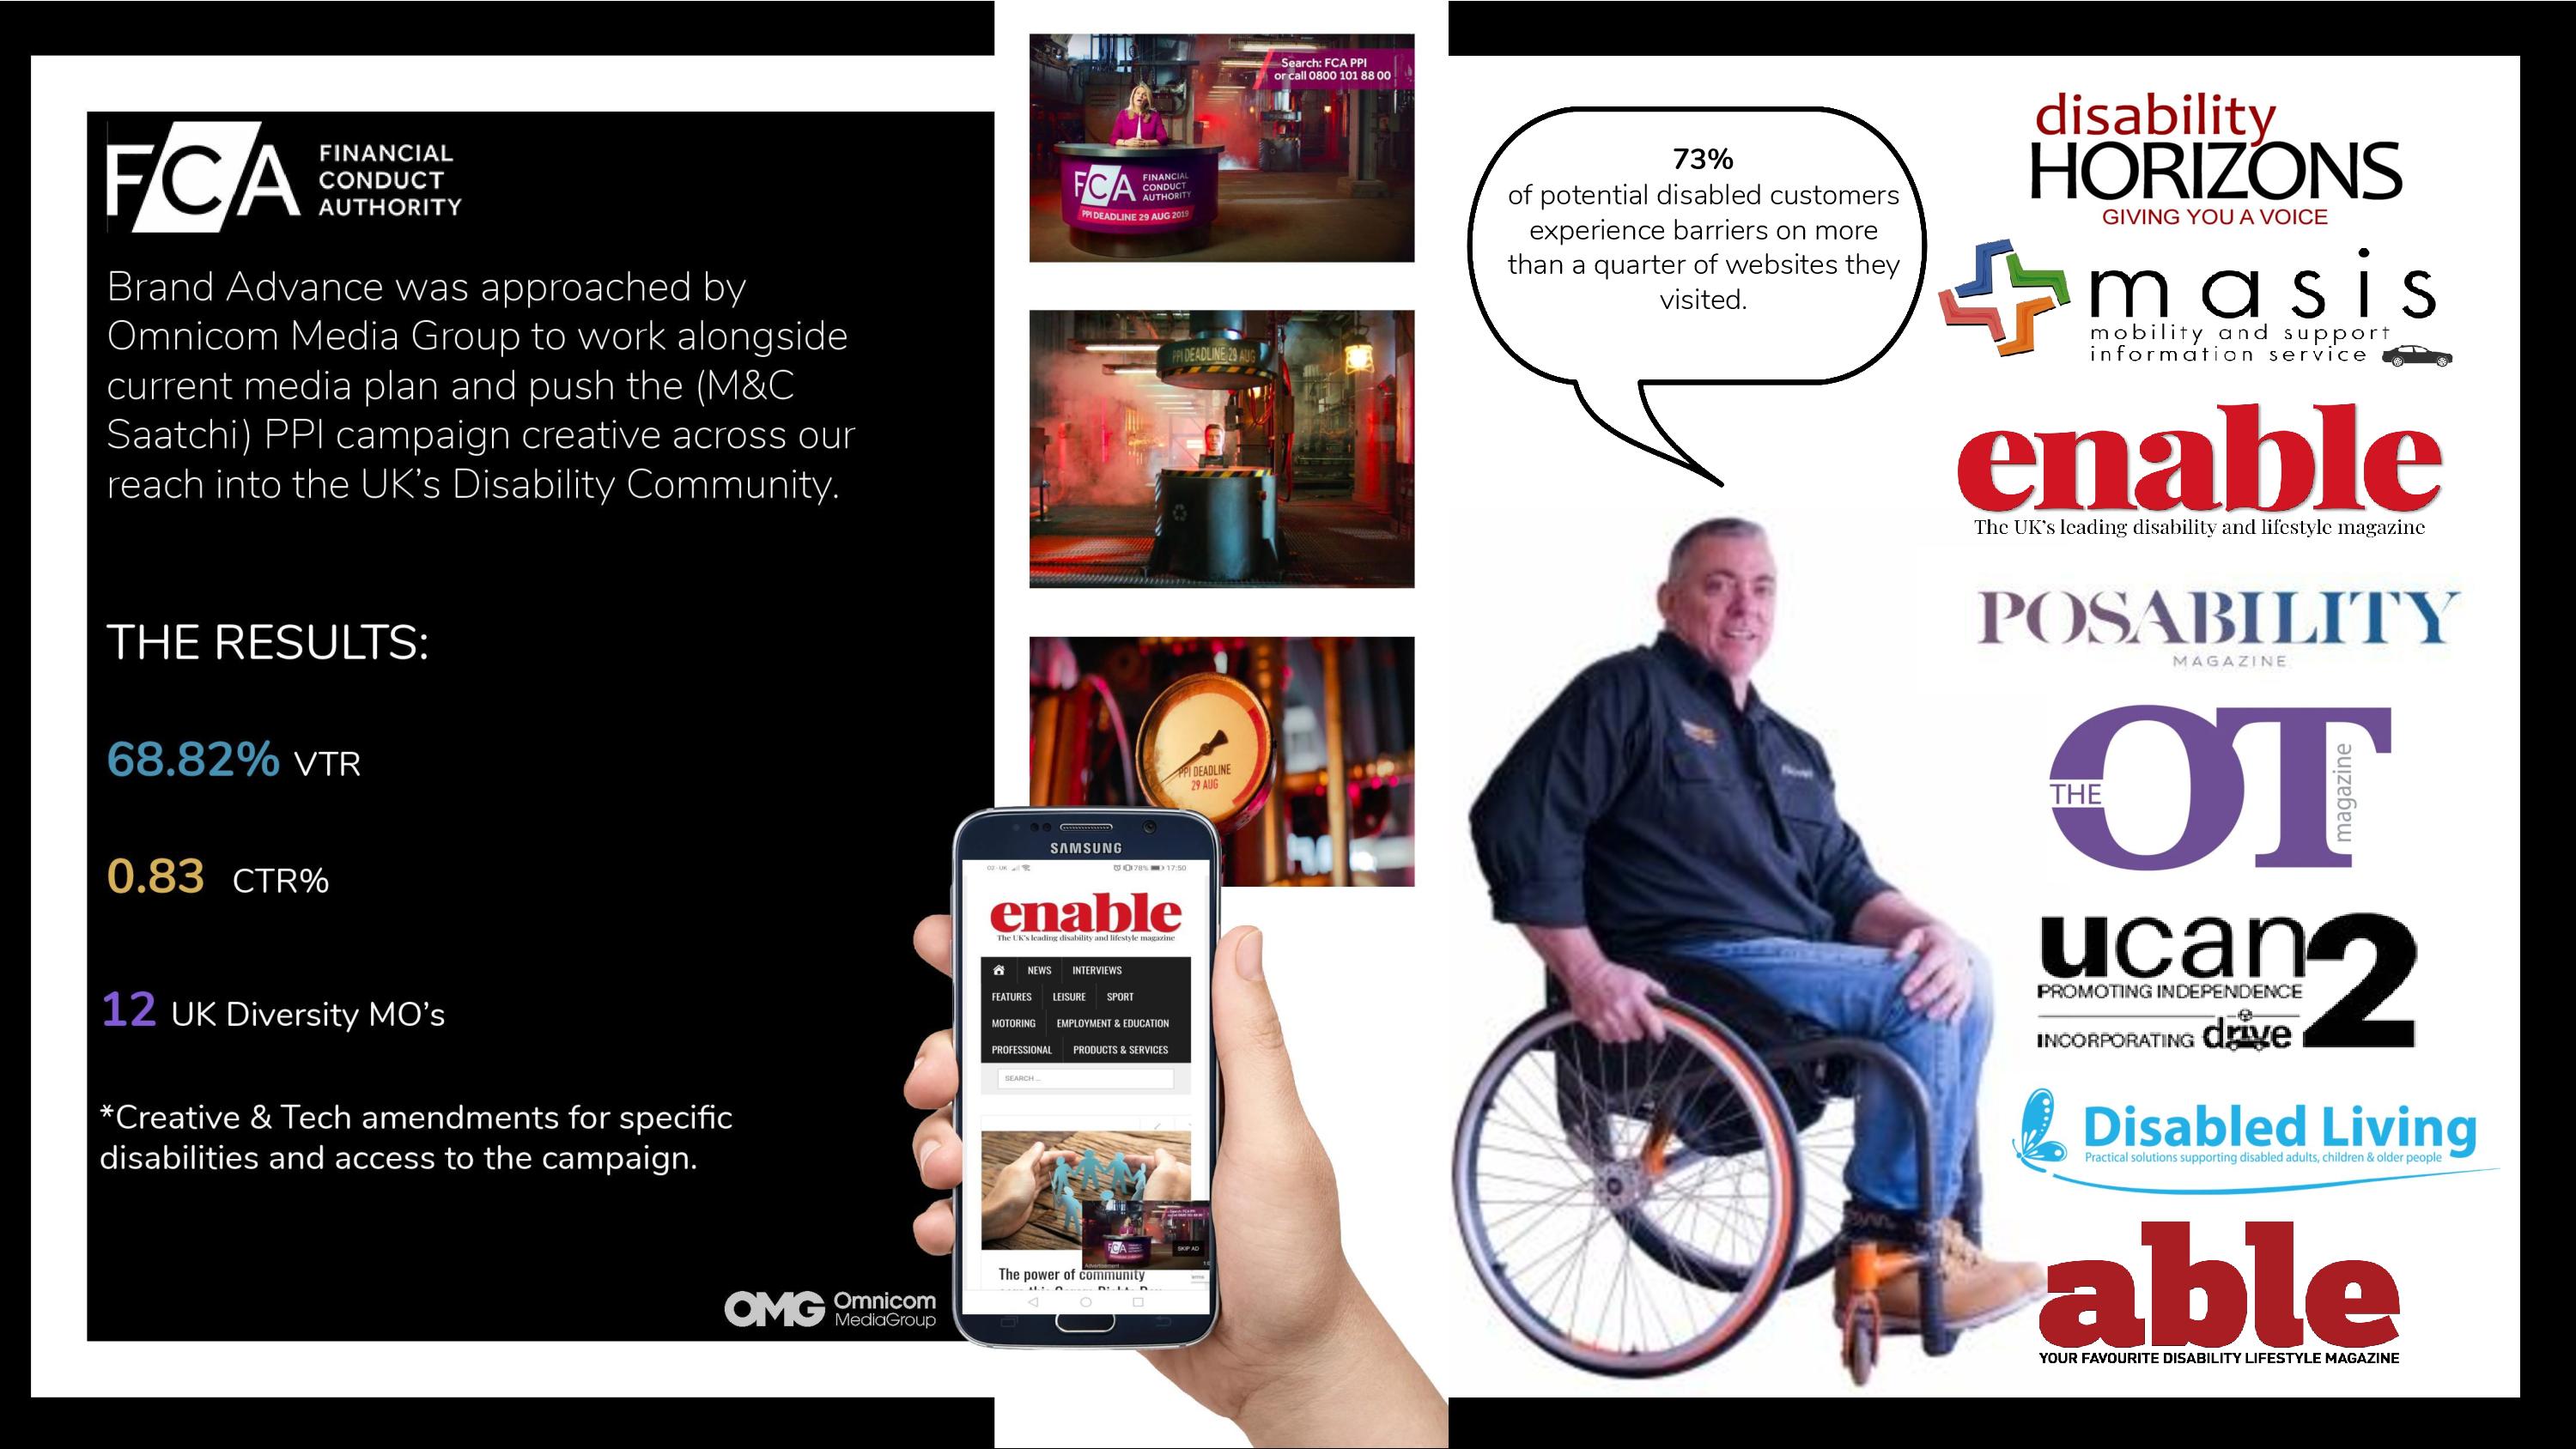 FCA FINANCIAL
CONDUCT
AUTHORITY
Brand Advance was approached by
Omnicom Media Group to work alongside
current media plan and push the (M&C
Saatchi) PPI campaign creative across our
reach into the UK's Disability Community.
THE RESULTS:
68.82% VTR
0.83 CTR%
12 UK Diversity MO's
*Creative & Tech amendments for specific
disabilities and access to the campaign.
OMG Omnicom
MediaGroup
Search: FCA PPI
or call 0800 101 88 00
FCA FINANCIAL
CONDUCT
AUTHORITY
PPI DEADLINE 29 AUG 2019
PPI DEADLINE 29 AUG
PPI DEADLINE
29 AUG
SAMSUNG
O2-UK 78% 17:50
enable
The UK's leading disability and lifestyle magazine
NEWS INTERVIEWS
FEATURES LEISURE SPORT
MOTORING EMPLOYMENT & EDUCATION
PROFESSIONAL PRODUCTS & SERVICES
SEARCH ...
FCA
SKIP AD
Advertisement
The power of community
73%
of potential disabled customers
experience barriers on more
than a quarter of websites they
visited.
disability
HORIZONS
GIVING YOU A VOICE
masis
mobility and support
information service
enable
The UK's leading disability and lifestyle magazine
POSABILITY
MAGAZINE
THE OT magazine
ucan2
PROMOTING INDEPENDENCE
INCORPORATING drive
Disabled Living
Practical solutions supporting disabled adults, children & older people
able
YOUR FAVOURITE DISABILITY LIFESTYLE MAGAZINE